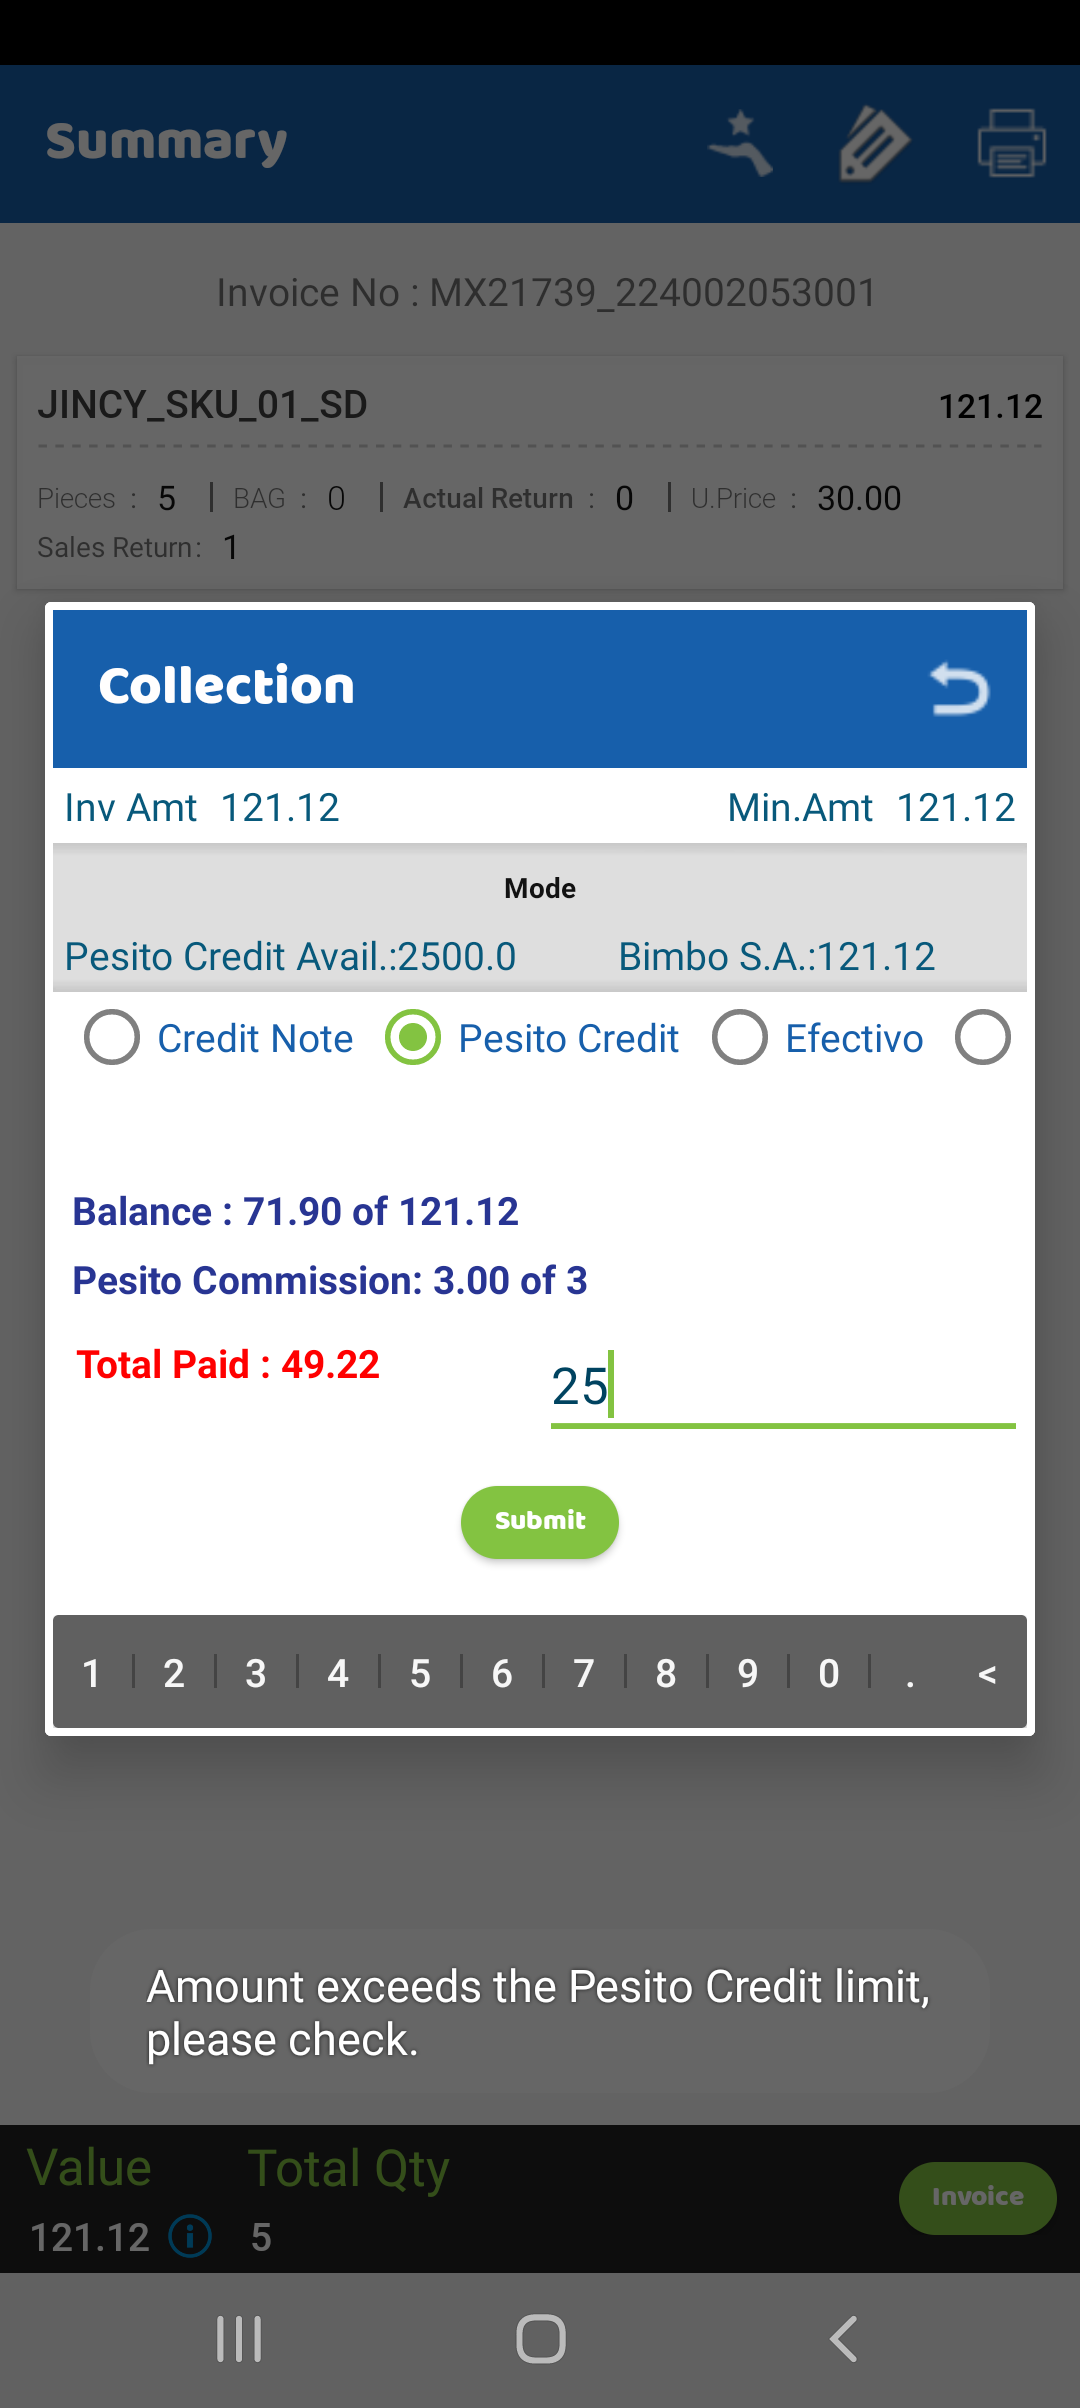 Summary
Invoice No : MX21739_224002053001
JINCY_SKU_01_SD 121.12
Pieces : 5 | BAG : 0 | Actual Return : 0 | U.Price : 30.00
Sales Return: 1
Collection
Inv Amt 121.12 Min.Amt 121.12
Mode
Pesito Credit Avail.:2500.0 Bimbo S.A.:121.12
Credit Note Pesito Credit Efectivo
Balance : 71.90 of 121.12
Pesito Commission: 3.00 of 3
Total Paid : 49.22 25
Submit
1 | 2 | 3 | 4 | 5 | 6 | 7 | 8 | 9 | 0 | . <
Amount exceeds the Pesito Credit limit,
please check.
Value Total Qty
121.12 i 5 Invoice